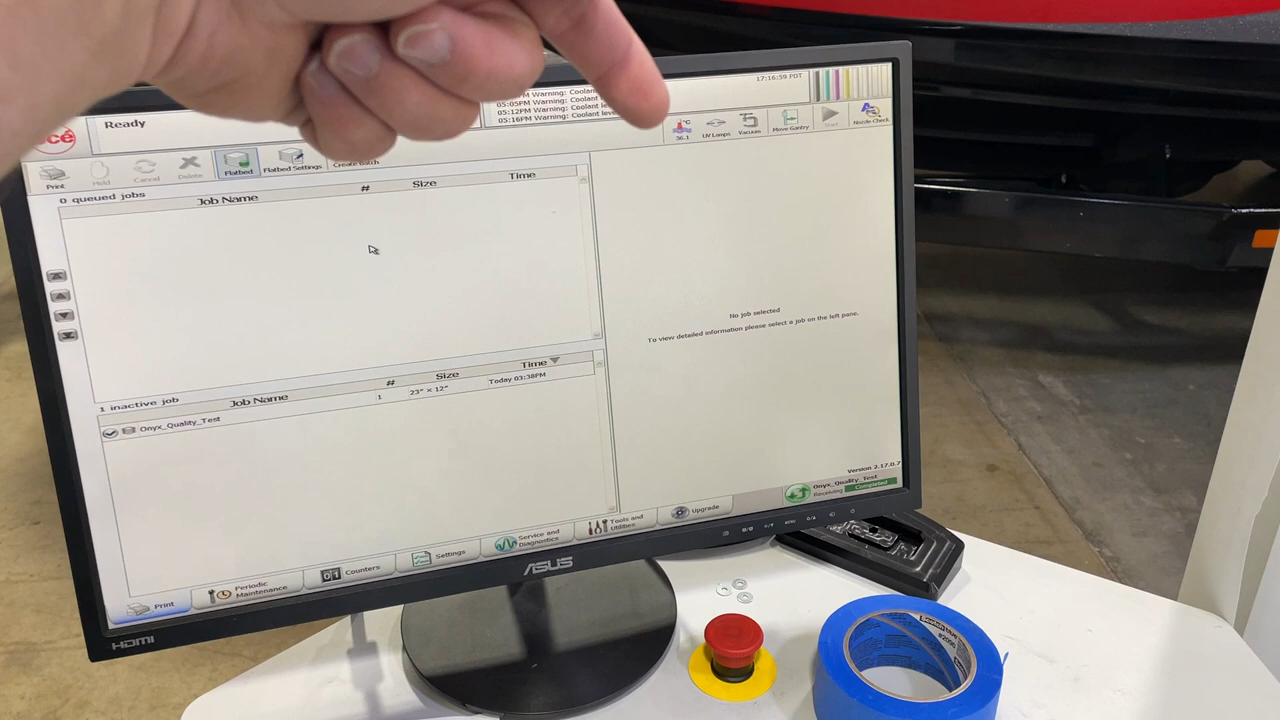 17:16:59 PDT
05:05PM Warning: Coolant
05:12PM Warning: Coolant
05:16PM Warning: Coolant
Ready
°C
36.1
UV Lamps
Vacuum
Move Gantry
Start
Nozzle Check
Print
Hold
Cancel
Delete
Flatbed
Flatbed Settings
Create Batch
0 queued jobs
Job Name # Size Time
No job selected
To view detailed information please select a job on the left pane.
1 inactive job
Job Name # Size Time
Onyx_Quality_Test 1 23" x 12" Today 03:38PM
Version 2.17.0.7
Onyx_Quality_Test
Receiving Completed
Print
Periodic Maintenance
Counters
Settings
Service and Diagnostics
Tools and Utilities
Upgrade
MENU
ASUS
HDMI
ScotchBlue
#2090